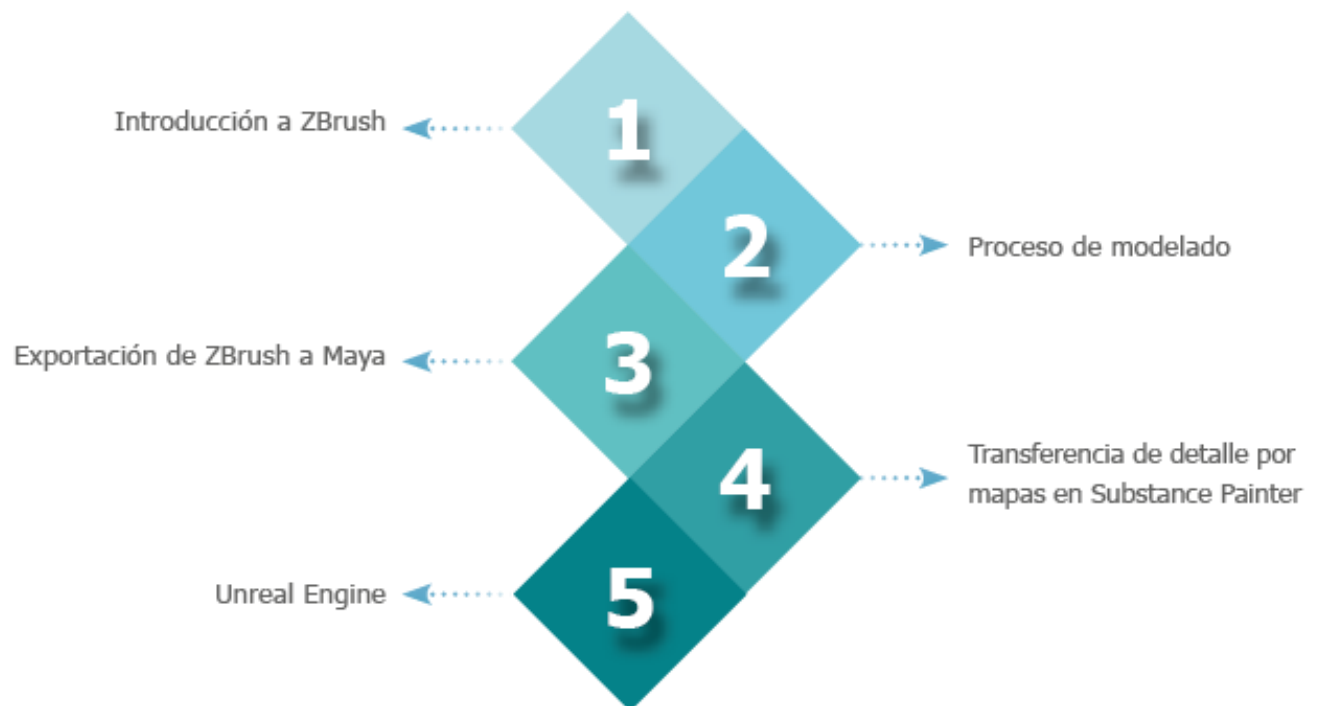 1
Introducción a ZBrush
2
Proceso de modelado
3
Exportación de ZBrush a Maya
4
Transferencia de detalle por
mapas en Substance Painter
5
Unreal Engine